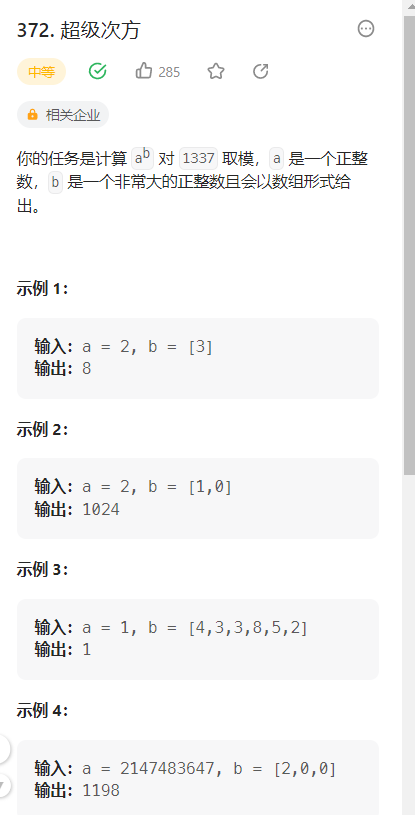 372. 超级次方
中等 285
相关企业
你的任务是计算 aᵇ 对 1337 取模，a 是一个正整
数，b 是一个非常大的正整数且会以数组形式给
出。
示例 1：
输入：a = 2, b = [3]
输出：8
示例 2：
输入：a = 2, b = [1,0]
输出：1024
示例 3：
输入：a = 1, b = [4,3,3,8,5,2]
输出：1
示例 4：
输入：a = 2147483647, b = [2,0,0]
输出：1198